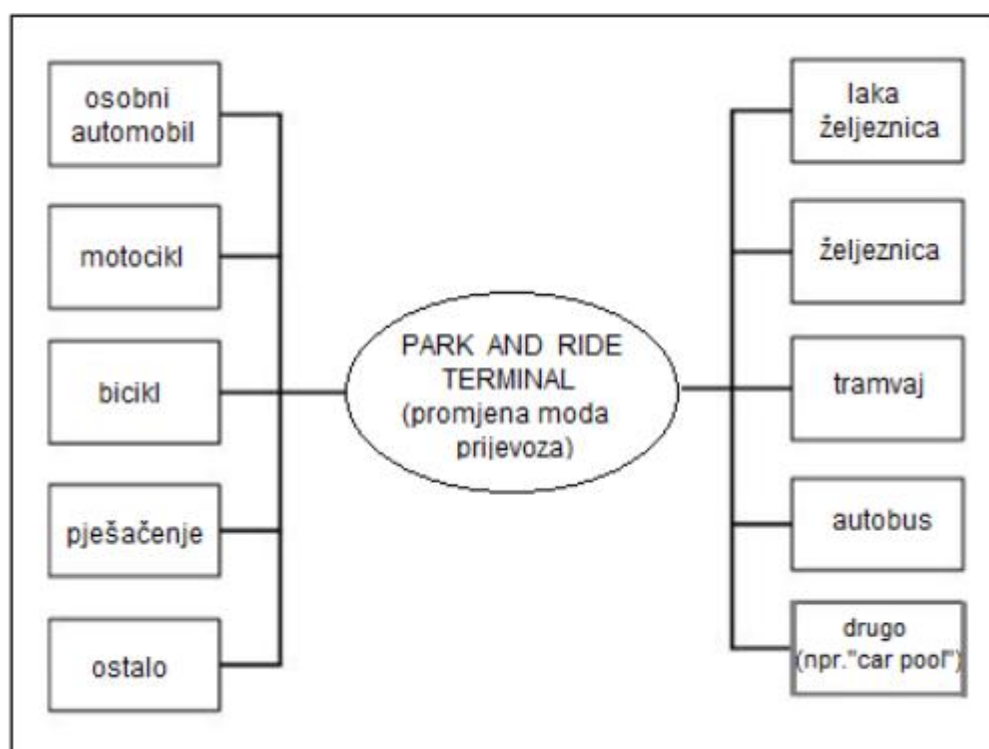 osobni
automobil
motocikl
bicikl
pješačenje
ostalo
PARK AND RIDE
TERMINAL
(promjena moda
prijevoza)
laka
željeznica
željeznica
tramvaj
autobus
drugo
(npr."car pool")